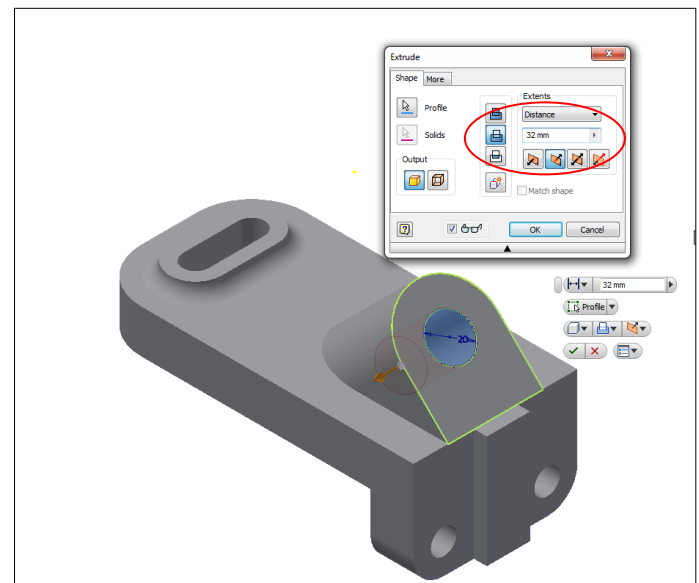 Extrude
Shape More
Profile
Solids
Output
Extents
Distance
32 mm
Match shape
OK Cancel
32 mm
Profile
20